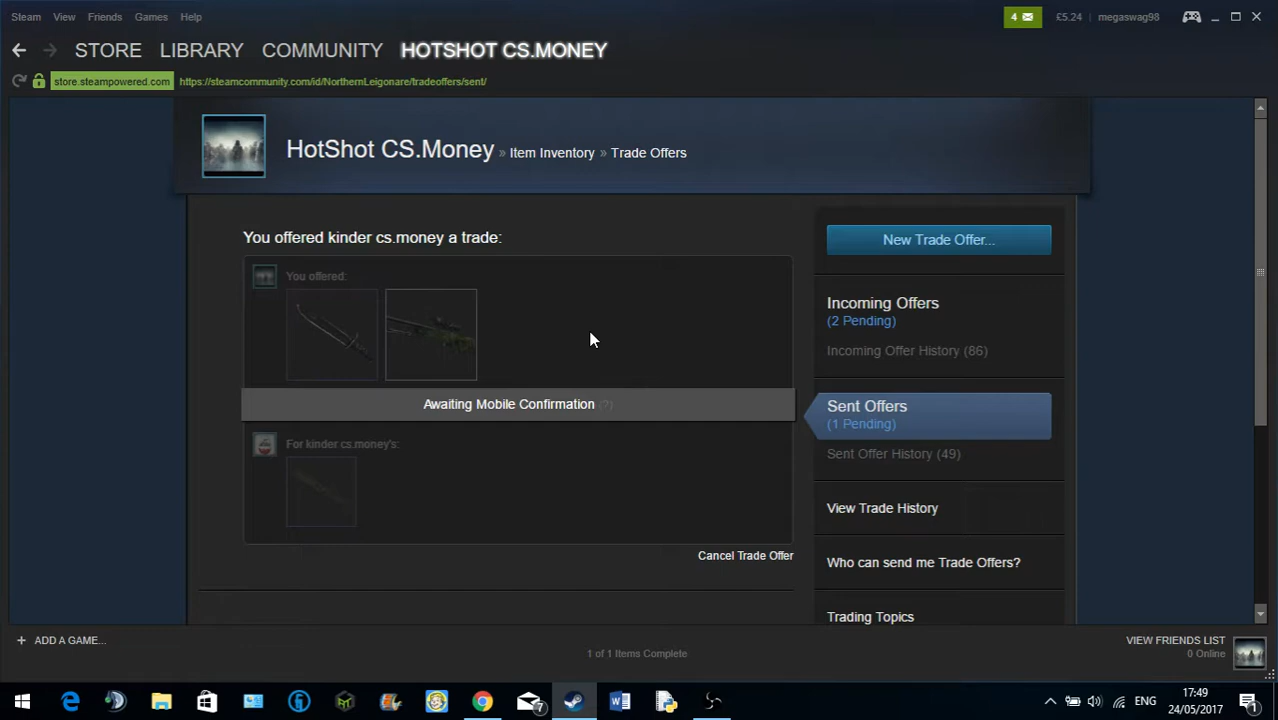 Steam View Friends Games Help
4 £5.24 megaswag98
STORE LIBRARY COMMUNITY HOTSHOT CS.MONEY
store.steampowered.com https://steamcommunity.com/id/NorthernLeigonare/tradeoffers/sent/
HotShot CS.Money » Item Inventory » Trade Offers
You offered kinder cs.money a trade:
You offered:
Awaiting Mobile Confirmation (?)
For kinder cs.money's:
Cancel Trade Offer
New Trade Offer...
Incoming Offers
(2 Pending)
Incoming Offer History (86)
Sent Offers
(1 Pending)
Sent Offer History (49)
View Trade History
Who can send me Trade Offers?
Trading Topics
+ ADD A GAME...
1 of 1 Items Complete
VIEW FRIENDS LIST
0 Online
7
ENG
17:49
24/05/2017
1